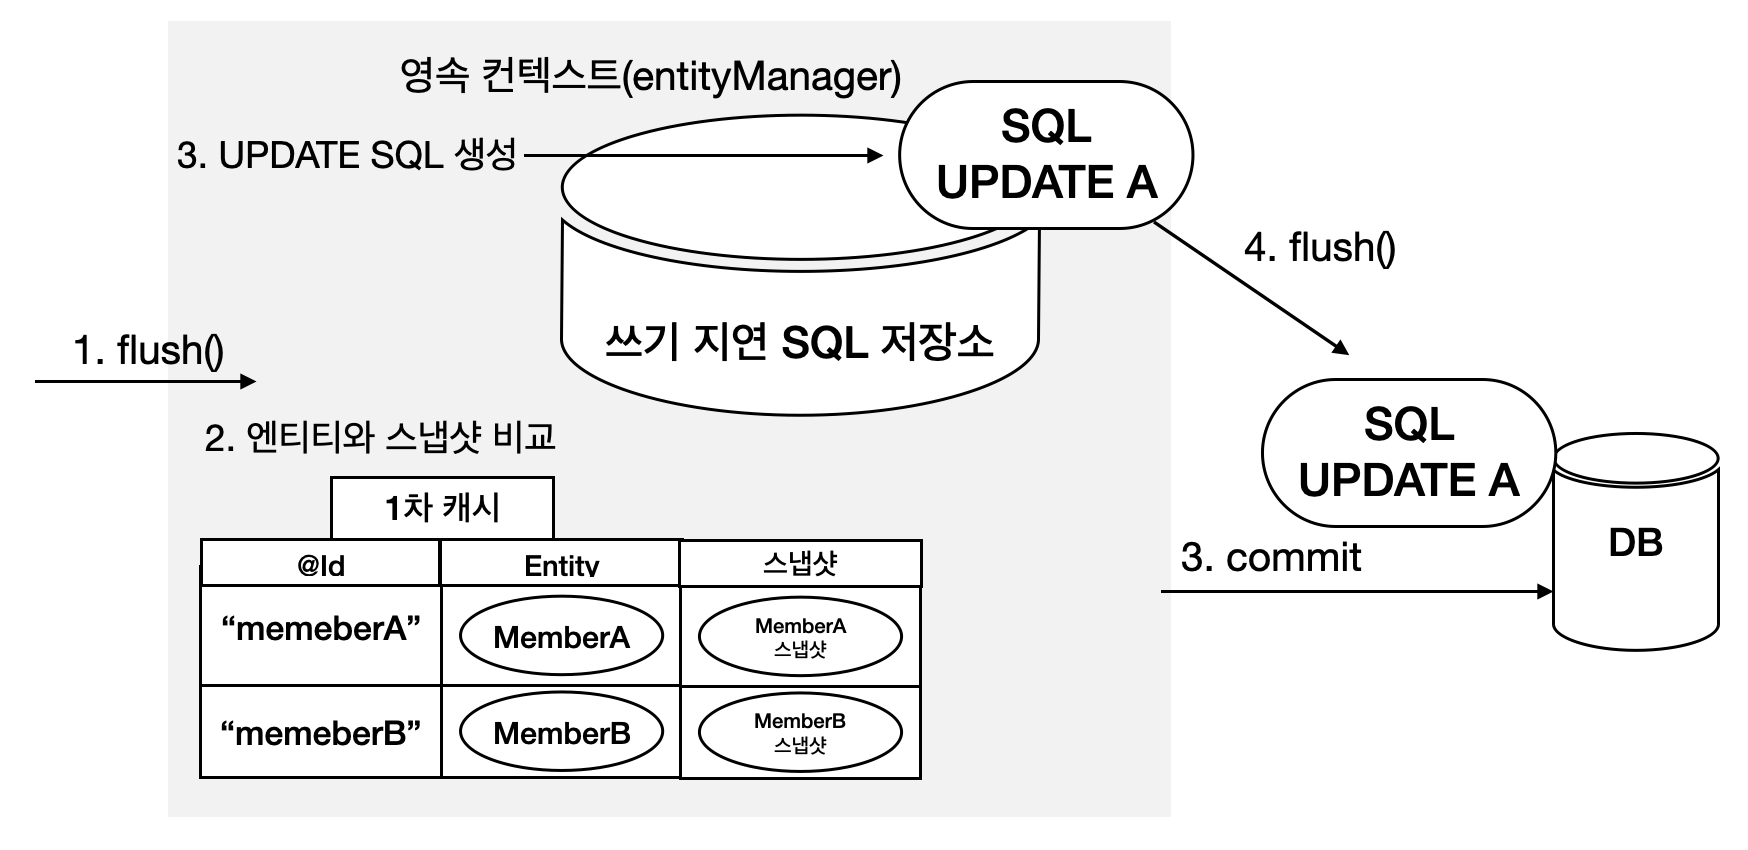 영속 컨텍스트(entityManager)
3. UPDATE SQL 생성
SQL
UPDATE A
4. flush()
쓰기 지연 SQL 저장소
1. flush()
2. 엔티티와 스냅샷 비교
SQL
UPDATE A
DB
3. commit
1차 캐시
@Id Entity 스냅샷
“memeberA” MemberA MemberA
스냅샷
“memeberB” MemberB MemberB
스냅샷